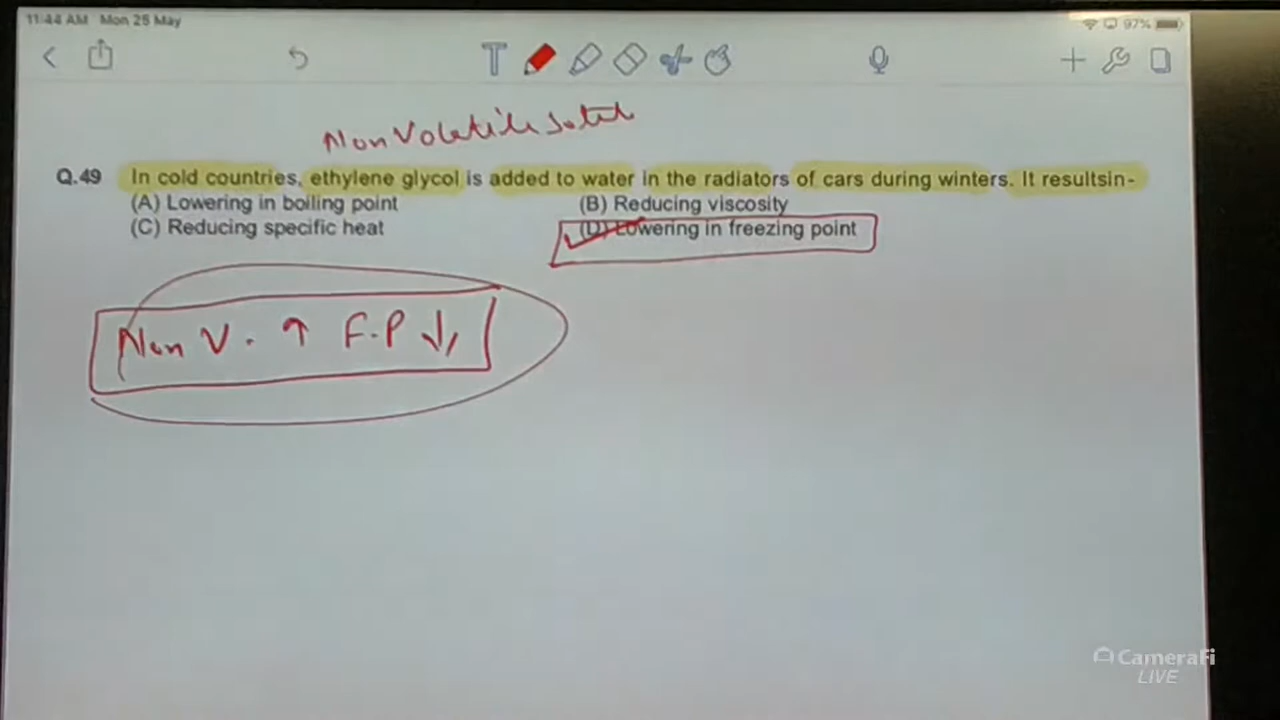 11:44 AM Mon 25 May
97%
T
Non Volatile Solute
Q.49 In cold countries, ethylene glycol is added to water in the radiators of cars during winters. It resultsin-
(A) Lowering in boiling point (B) Reducing viscosity
(C) Reducing specific heat (D) Lowering in freezing point
Non V. ↑ F.P ↓
CameraFi
LIVE